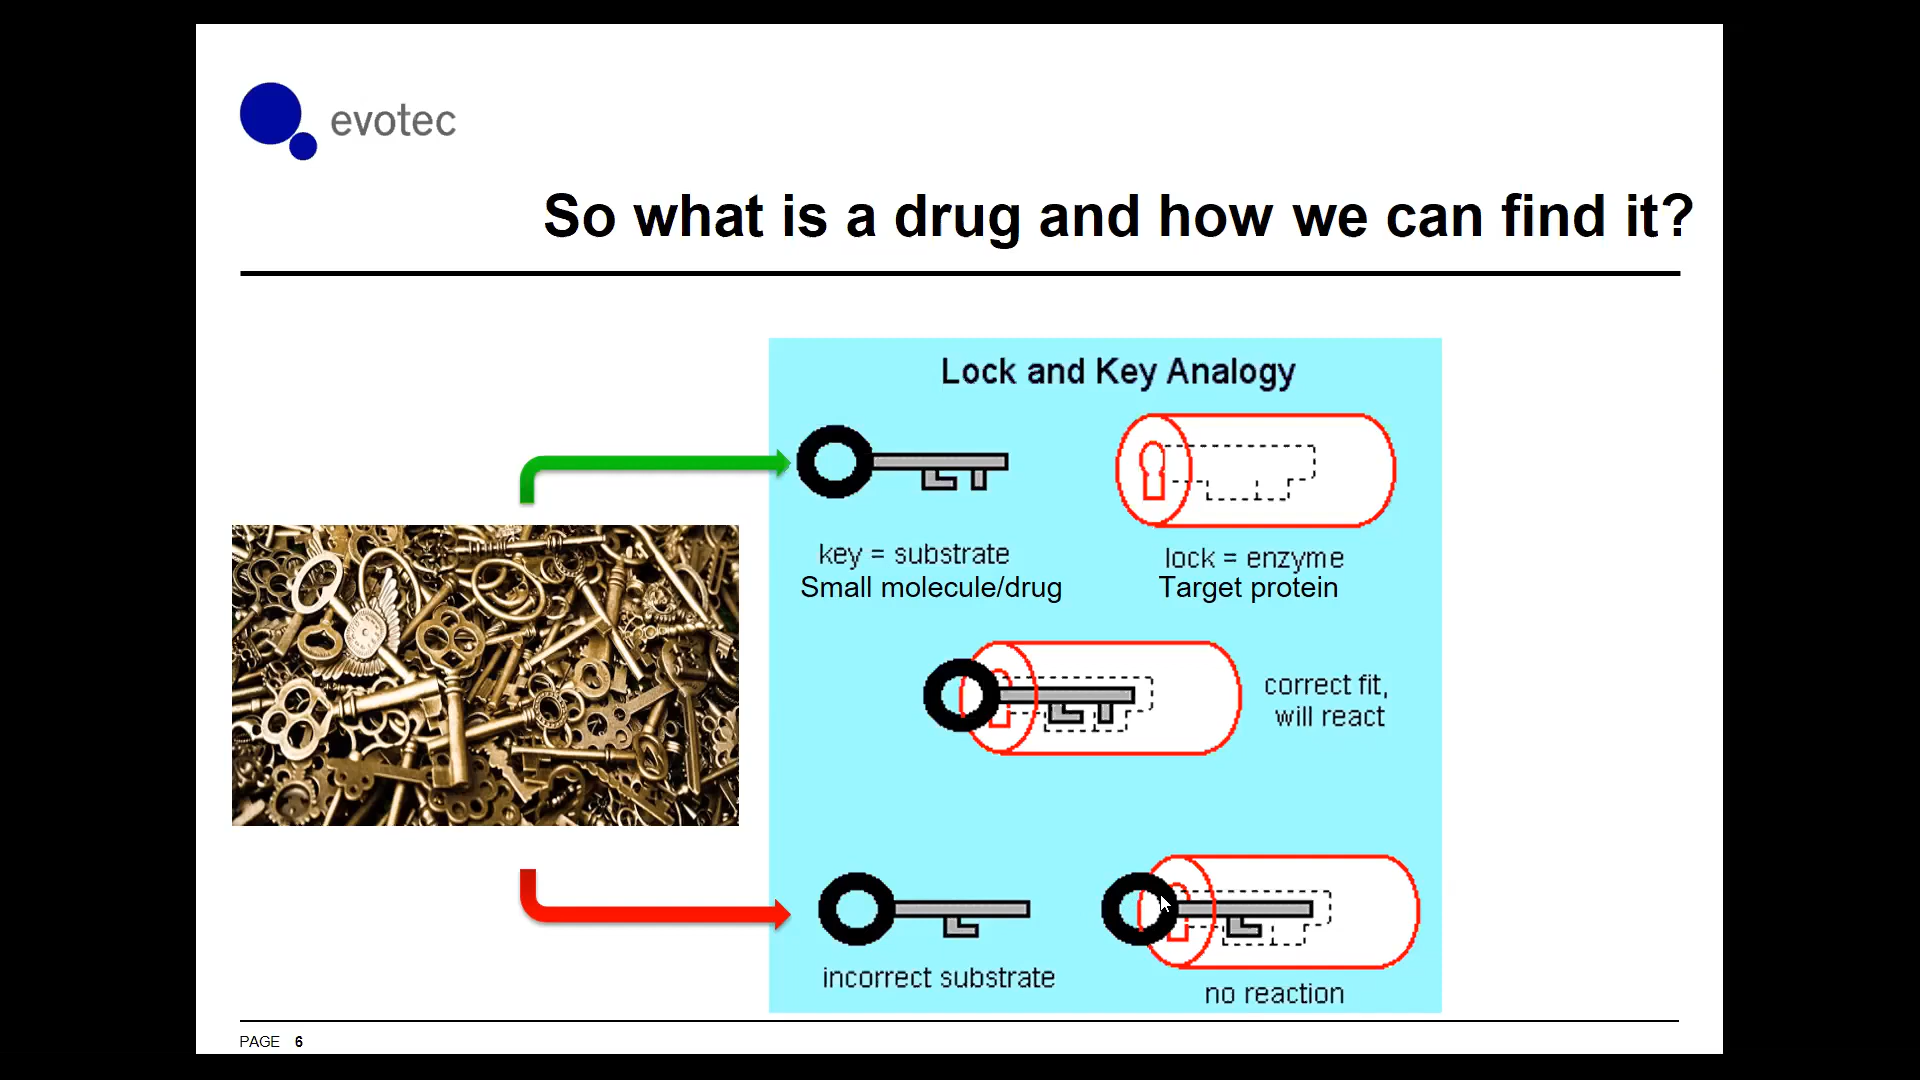 evotec
So what is a drug and how we can find it?
Lock and Key Analogy
key = substrate
Small molecule/drug
lock = enzyme
Target protein
correct fit,
will react
incorrect substrate
no reaction
PAGE 6